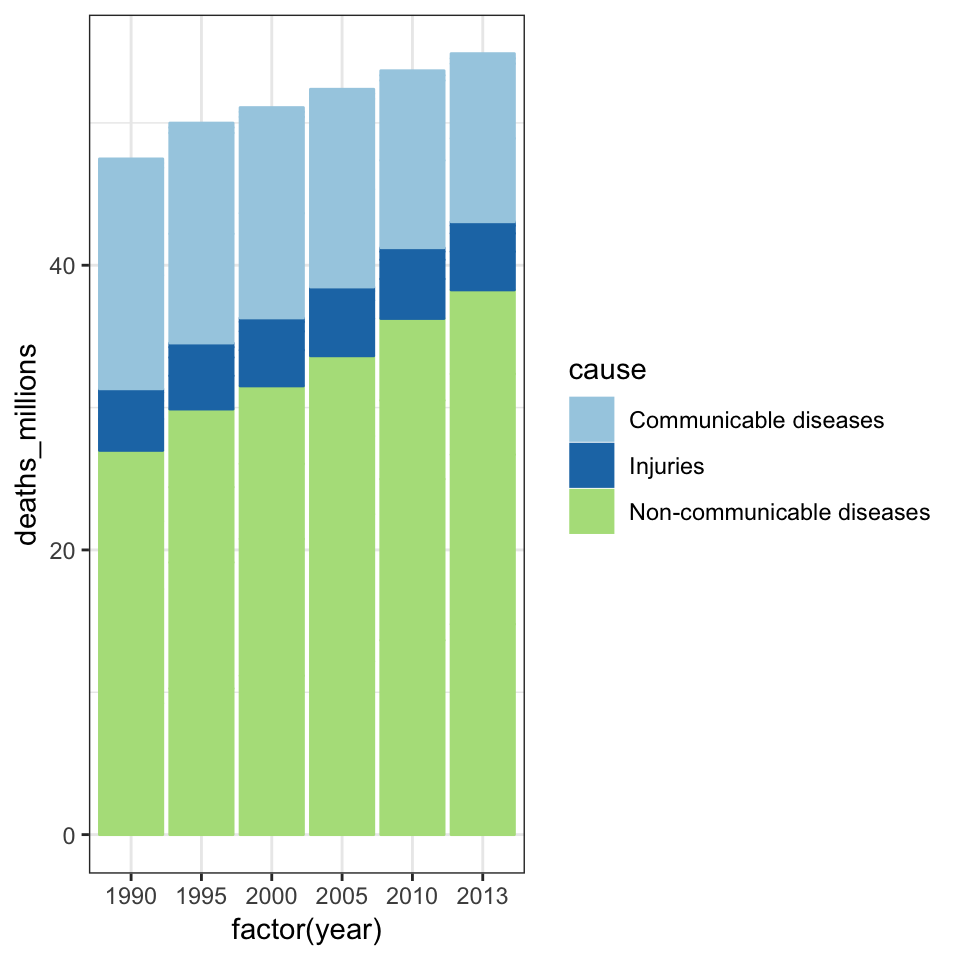 deaths_millions
40
20
0
1990 1995 2000 2005 2010 2013
factor(year)
cause
Communicable diseases
Injuries
Non-communicable diseases